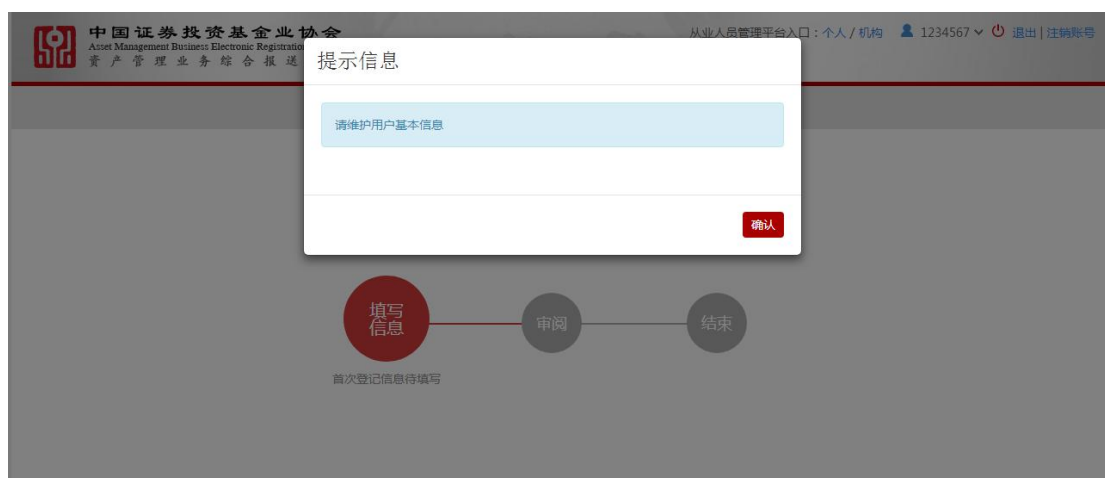 中国证券投资基金业协会
Asset Management Business Electronic Registratio
资产管理业务综合报送
从业人员管理平台入口：个人 / 机构 1234567 退出 | 注销账号
提示信息
请维护用户基本信息
确认
填写
信息
审阅
结束
首次登记信息待填写